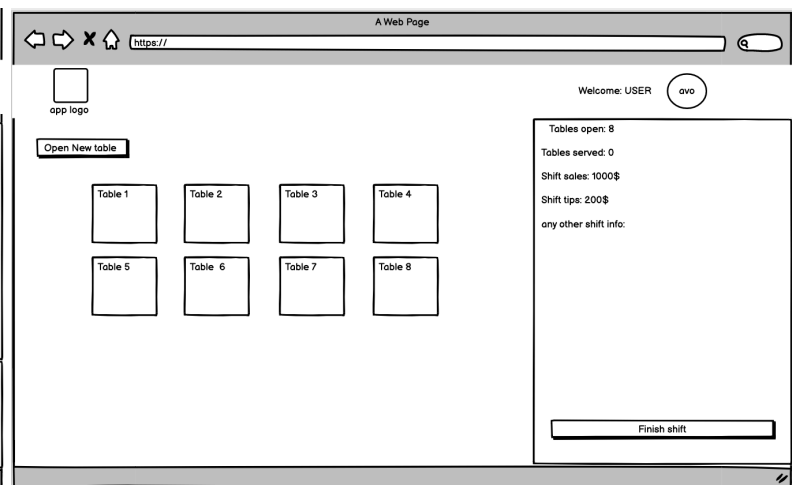 A Web Page
https://
app logo
Welcome: USER
avo
Open New table
Table 1
Table 2
Table 3
Table 4
Table 5
Table 6
Table 7
Table 8
Tables open: 8
Tables served: 0
Shift sales: 1000$
Shift tips: 200$
any other shift info:
Finish shift